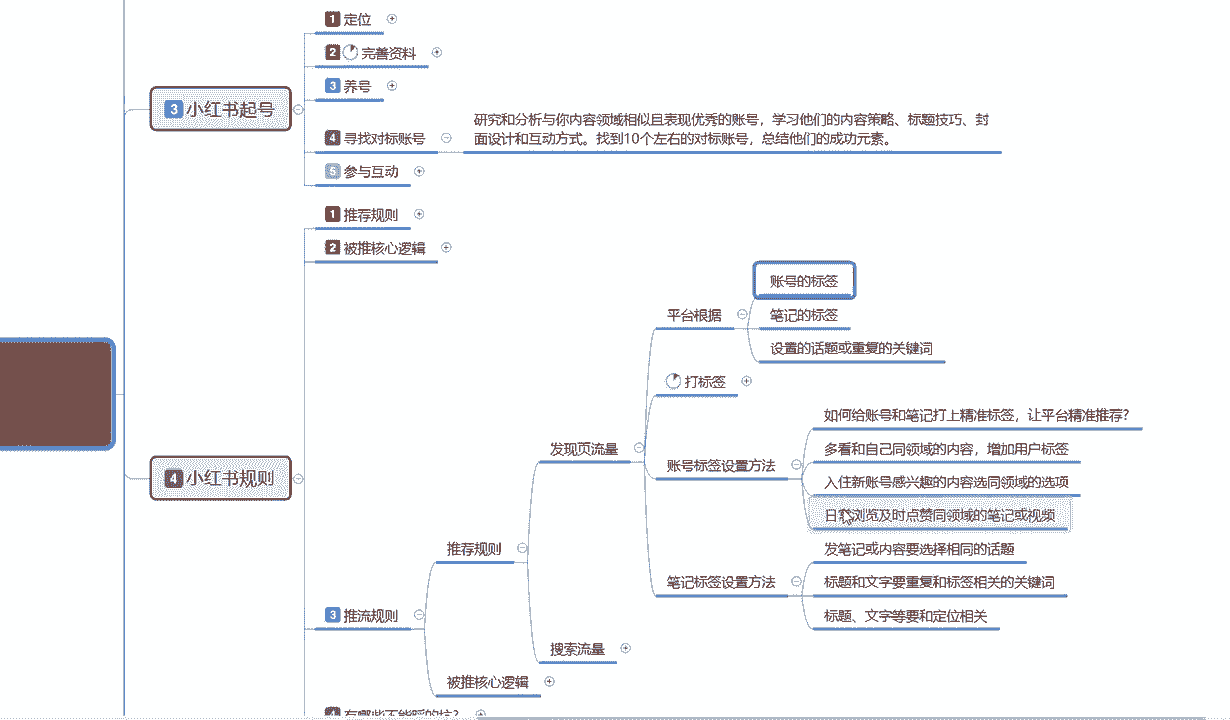 3 小红书起号
1 定位
2 完善资料
3 养号
4 寻找对标账号
研究和分析与你内容领域相似且表现优秀的账号，学习他们的内容策略、标题技巧、封
面设计和互动方式。找到10个左右的对标账号，总结他们的成功元素。
5 参与互动
4 小红书规则
1 推荐规则
2 被推核心逻辑
3 推流规则
推荐规则
发现页流量
平台根据
账号的标签
笔记的标签
设置的话题或重复的关键词
打标签
账号标签设置方法
如何给账号和笔记打上精准标签，让平台精准推荐？
多看和自己同领域的内容，增加用户标签
入住新账号感兴趣的内容选同领域的选项
日常浏览及时点赞同领域的笔记或视频
笔记标签设置方法
发笔记或内容要选择相同的话题
标题和文字要重复和标签相关的关键词
标题、文字等要和定位相关
搜索流量
被推核心逻辑
4 有哪些不能踩的坑？